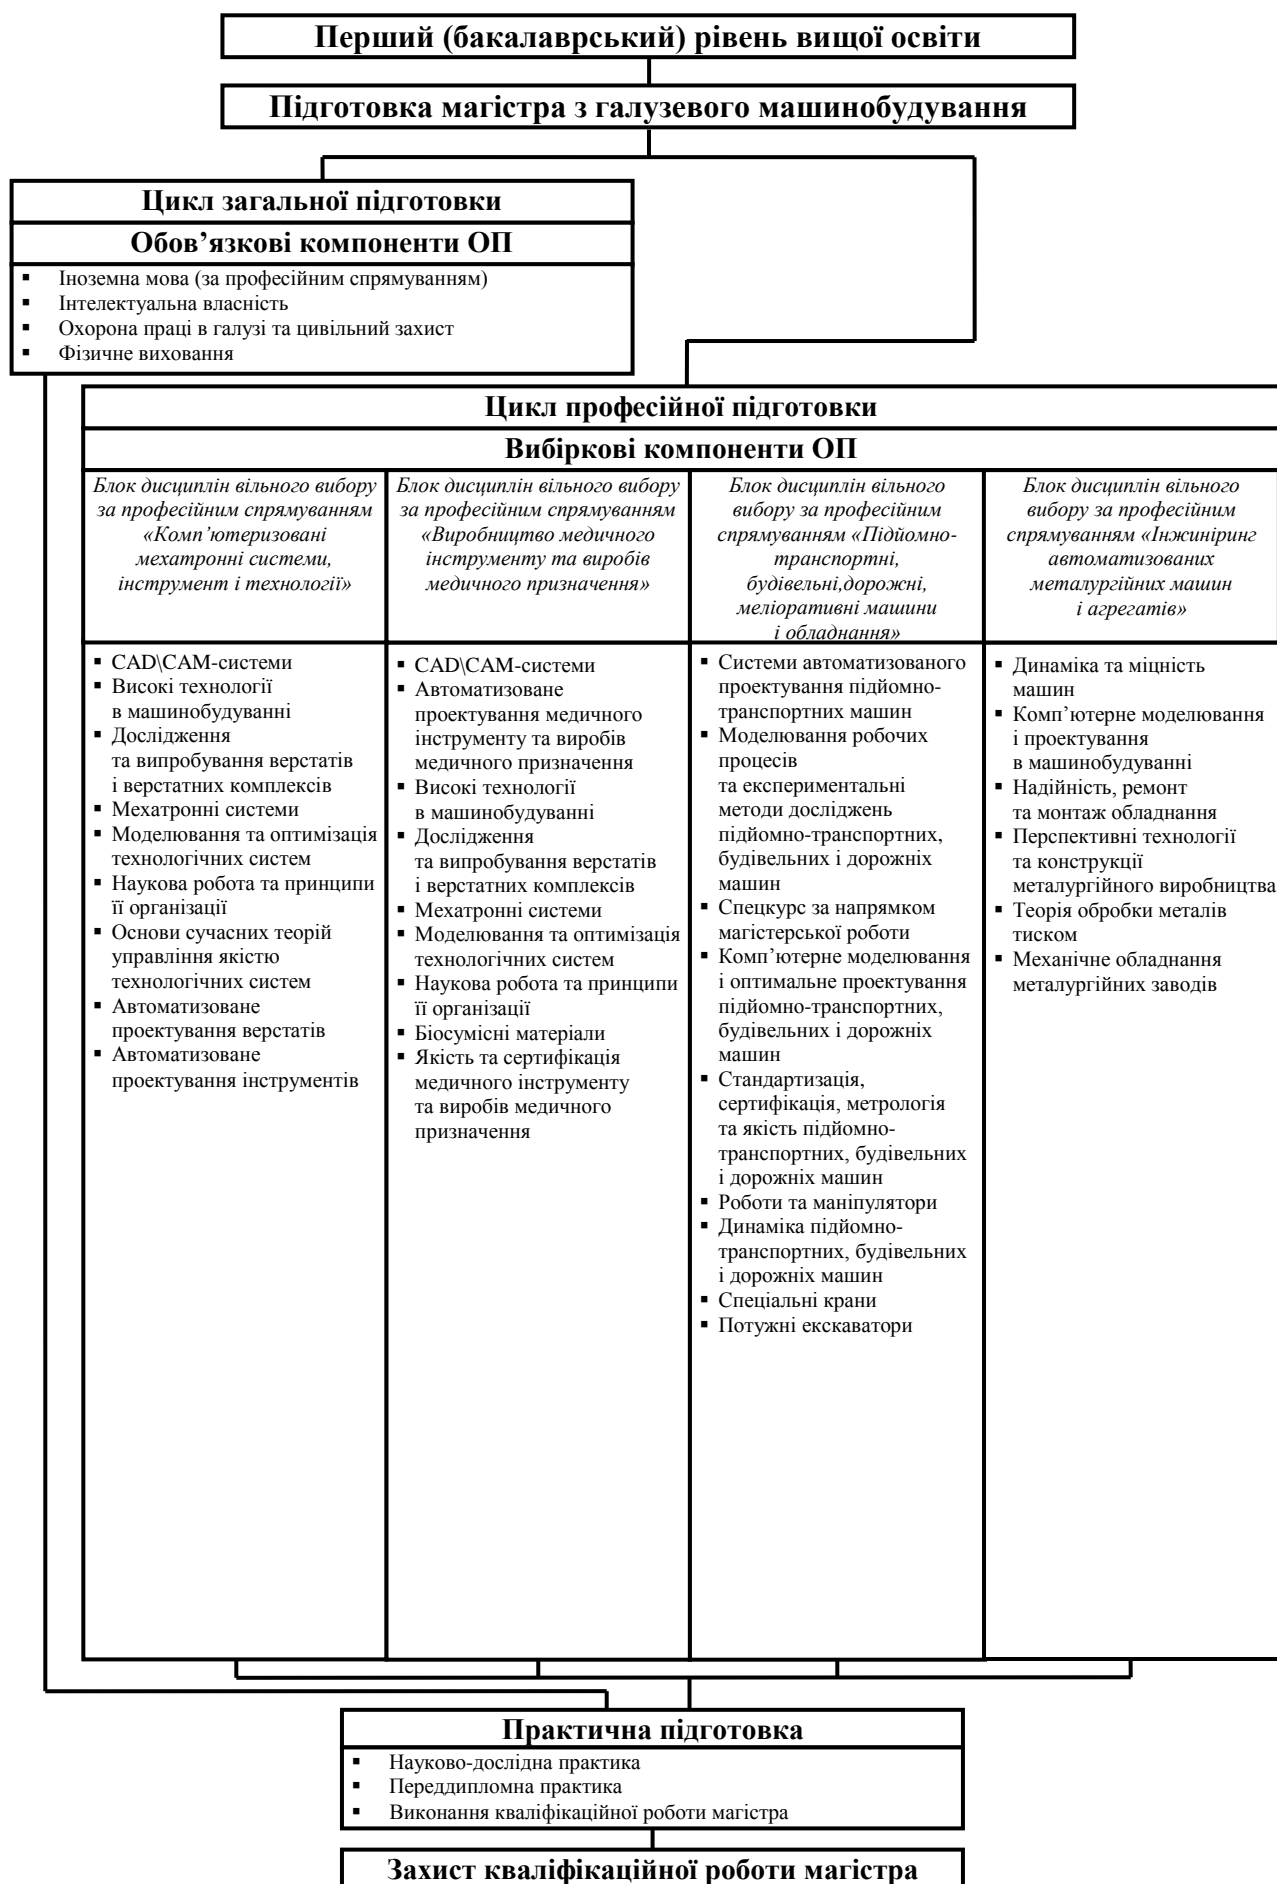 Перший (бакалаврський) рівень вищої освіти
Підготовка магістра з галузевого машинобудування
Цикл загальної підготовки
Обов’язкові компоненти ОП
▪ Іноземна мова (за професійним спрямуванням)
▪ Інтелектуальна власність
▪ Охорона праці в галузі та цивільний захист
▪ Фізичне виховання
Цикл професійної підготовки
Вибіркові компоненти ОП
Блок дисциплін вільного вибору
за професійним спрямуванням
«Комп’ютеризовані
мехатронні системи,
інструмент і технології»
Блок дисциплін вільного вибору
за професійним спрямуванням
«Виробництво медичного
інструменту та виробів
медичного призначення»
Блок дисциплін вільного
вибору за професійним
спрямуванням «Підйомно-
транспортні,
будівельні,дорожні,
меліоративні машини
і обладнання»
Блок дисциплін вільного
вибору за професійним
спрямуванням «Інжиніринг
автоматизованих
металургійних машин
і агрегатів»
▪ CAD\CAM-системи
▪ Високі технології
в машинобудуванні
▪ Дослідження
та випробування верстатів
і верстатних комплексів
▪ Мехатронні системи
▪ Моделювання та оптимізація
технологічних систем
▪ Наукова робота та принципи
її організації
▪ Основи сучасних теорій
управління якістю
технологічних систем
▪ Автоматизоване
проектування верстатів
▪ Автоматизоване
проектування інструментів
▪ CAD\CAM-системи
▪ Автоматизоване
проектування медичного
інструменту та виробів
медичного призначення
▪ Високі технології
в машинобудуванні
▪ Дослідження
та випробування верстатів
і верстатних комплексів
▪ Мехатронні системи
▪ Моделювання та оптимізація
технологічних систем
▪ Наукова робота та принципи
її організації
▪ Біосумісні матеріали
▪ Якість та сертифікація
медичного інструменту
та виробів медичного
призначення
▪ Системи автоматизованого
проектування підйомно-
транспортних машин
▪ Моделювання робочих
процесів
та експериментальні
методи досліджень
підйомно-транспортних,
будівельних і дорожніх
машин
▪ Спецкурс за напрямком
магістерської роботи
▪ Комп’ютерне моделювання
і оптимальне проектування
підйомно-транспортних,
будівельних і дорожніх
машин
▪ Стандартизація,
сертифікація, метрологія
та якість підйомно-
транспортних, будівельних
і дорожніх машин
▪ Роботи та маніпулятори
▪ Динаміка підйомно-
транспортних, будівельних
і дорожніх машин
▪ Спеціальні крани
▪ Потужні екскаватори
▪ Динаміка та міцність
машин
▪ Комп’ютерне моделювання
і проектування
в машинобудуванні
▪ Надійність, ремонт
та монтаж обладнання
▪ Перспективні технології
та конструкції
металургійного виробництва
▪ Теорія обробки металів
тиском
▪ Механічне обладнання
металургійних заводів
Практична підготовка
▪ Науково-дослідна практика
▪ Переддипломна практика
▪ Виконання кваліфікаційної роботи магістра
Захист кваліфікаційної роботи магістра